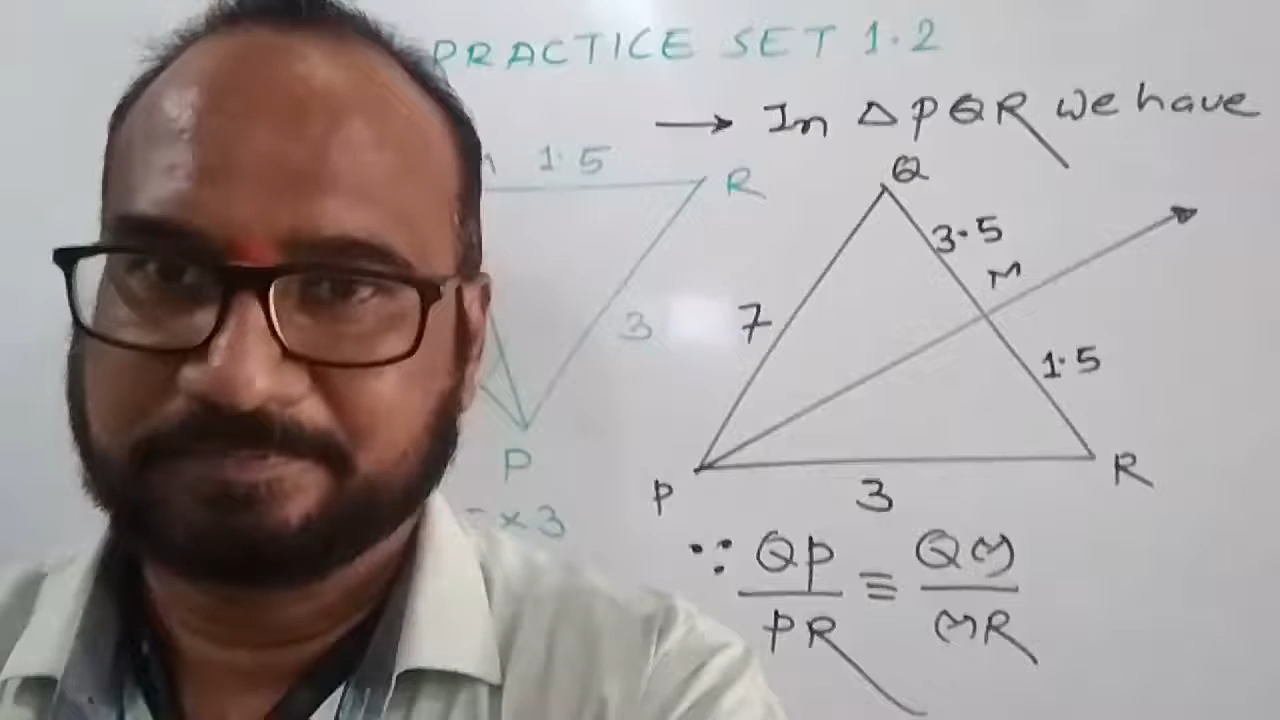 PRACTICE SET 1.2
→ In △PQR we have
1.5
R
3
P
× 3
Q
3.5
M
7
1.5
P
3
R
∵ QP/PR ≡ QM/MR